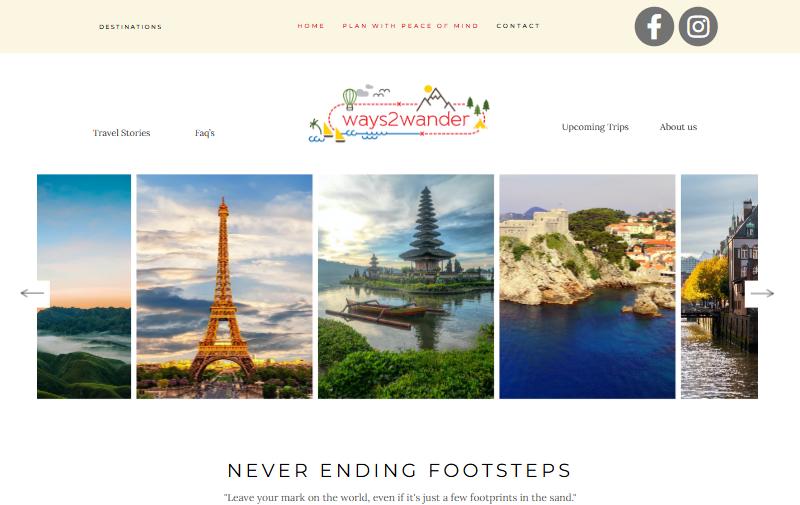 DESTINATIONS
HOME PLAN WITH PEACE OF MIND CONTACT
ways2wander
Travel Stories Faq's Upcoming Trips About us
NEVER ENDING FOOTSTEPS
"Leave your mark on the world, even if it's just a few footprints in the sand."